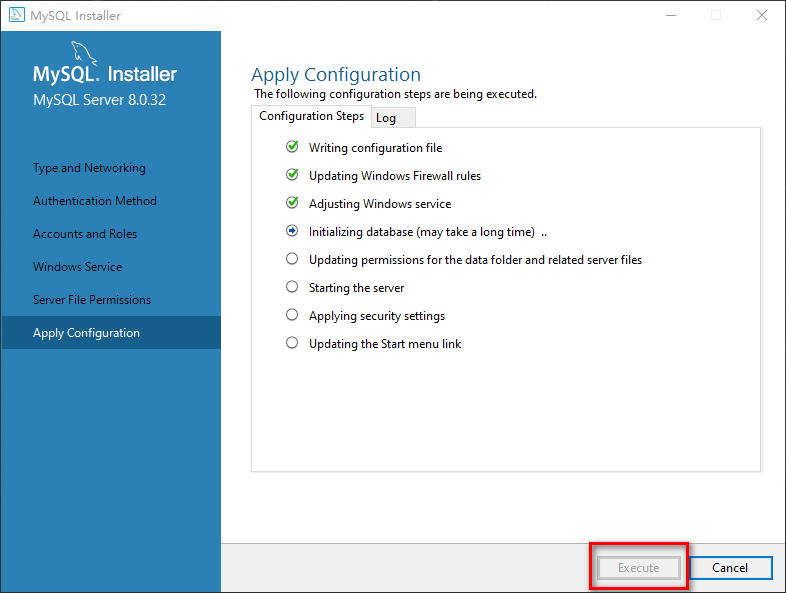 MySQL Installer
MySQL. Installer
MySQL Server 8.0.32
Type and Networking
Authentication Method
Accounts and Roles
Windows Service
Server File Permissions
Apply Configuration
Apply Configuration
The following configuration steps are being executed.
Configuration Steps
Log
Writing configuration file
Updating Windows Firewall rules
Adjusting Windows service
Initializing database (may take a long time) ..
Updating permissions for the data folder and related server files
Starting the server
Applying security settings
Updating the Start menu link
Execute
Cancel